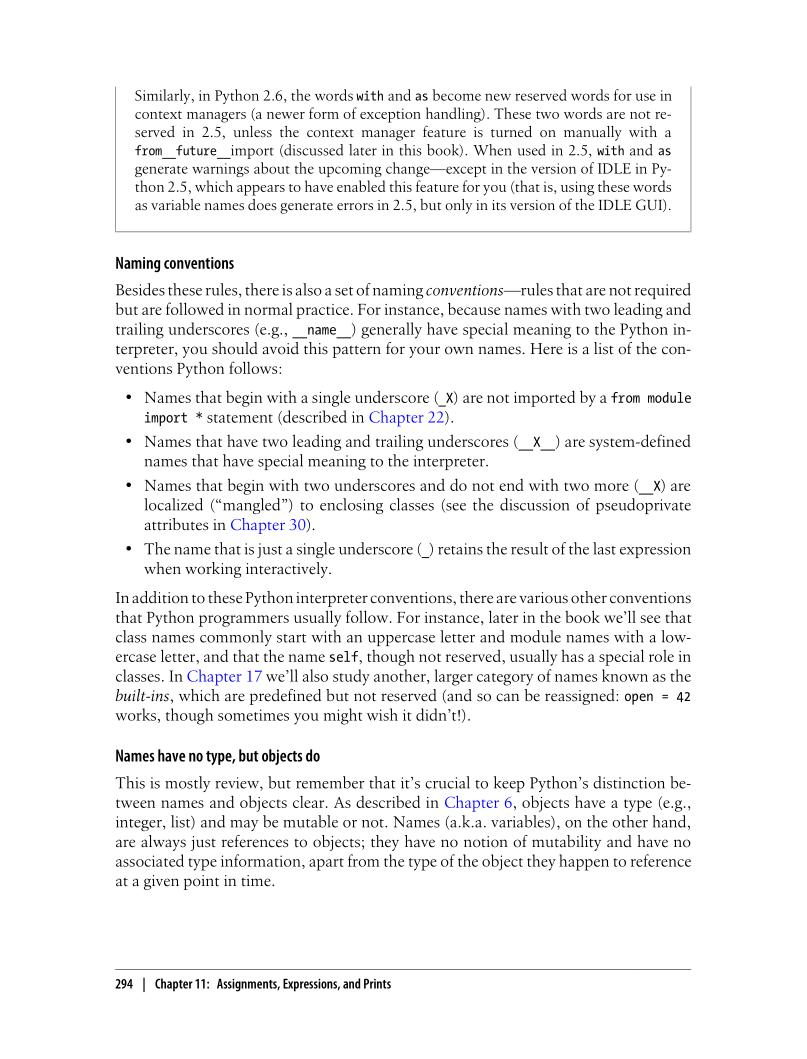 Similarly, in Python 2.6, the words with and as become new reserved words for use in
context managers (a newer form of exception handling). These two words are not re-
served in 2.5, unless the context manager feature is turned on manually with a
from__future__import (discussed later in this book). When used in 2.5, with and as
generate warnings about the upcoming change—except in the version of IDLE in Py-
thon 2.5, which appears to have enabled this feature for you (that is, using these words
as variable names does generate errors in 2.5, but only in its version of the IDLE GUI).
Naming conventions
Besides these rules, there is also a set of naming conventions—rules that are not required
but are followed in normal practice. For instance, because names with two leading and
trailing underscores (e.g., __name__) generally have special meaning to the Python in-
terpreter, you should avoid this pattern for your own names. Here is a list of the con-
ventions Python follows:
• Names that begin with a single underscore (_X) are not imported by a from module
import * statement (described in Chapter 22).
• Names that have two leading and trailing underscores (__X__) are system-defined
names that have special meaning to the interpreter.
• Names that begin with two underscores and do not end with two more (__X) are
localized (“mangled”) to enclosing classes (see the discussion of pseudoprivate
attributes in Chapter 30).
• The name that is just a single underscore (_) retains the result of the last expression
when working interactively.
In addition to these Python interpreter conventions, there are various other conventions
that Python programmers usually follow. For instance, later in the book we’ll see that
class names commonly start with an uppercase letter and module names with a low-
ercase letter, and that the name self, though not reserved, usually has a special role in
classes. In Chapter 17 we’ll also study another, larger category of names known as the
built-ins, which are predefined but not reserved (and so can be reassigned: open = 42
works, though sometimes you might wish it didn’t!).
Names have no type, but objects do
This is mostly review, but remember that it’s crucial to keep Python’s distinction be-
tween names and objects clear. As described in Chapter 6, objects have a type (e.g.,
integer, list) and may be mutable or not. Names (a.k.a. variables), on the other hand,
are always just references to objects; they have no notion of mutability and have no
associated type information, apart from the type of the object they happen to reference
at a given point in time.
294 | Chapter 11: Assignments, Expressions, and Prints